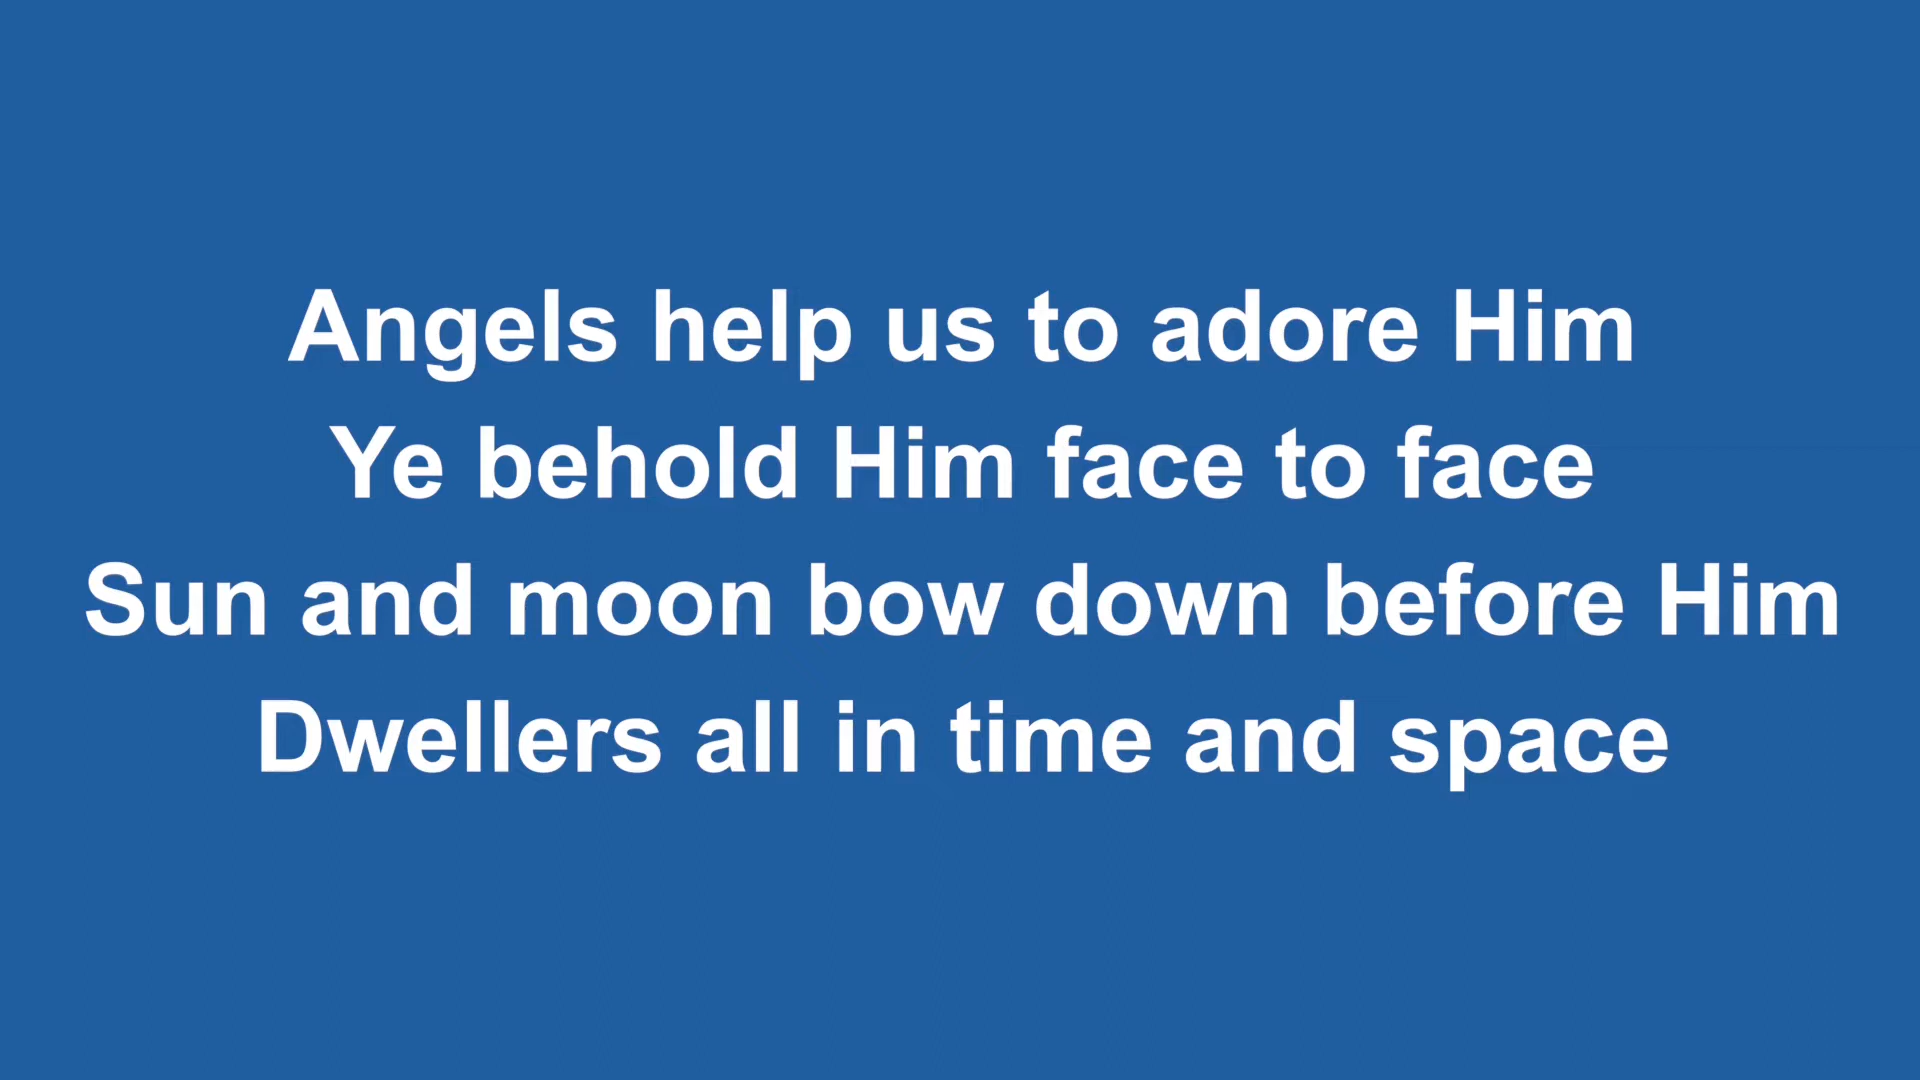 Angels help us to adore Him
Ye behold Him face to face
Sun and moon bow down before Him
Dwellers all in time and space